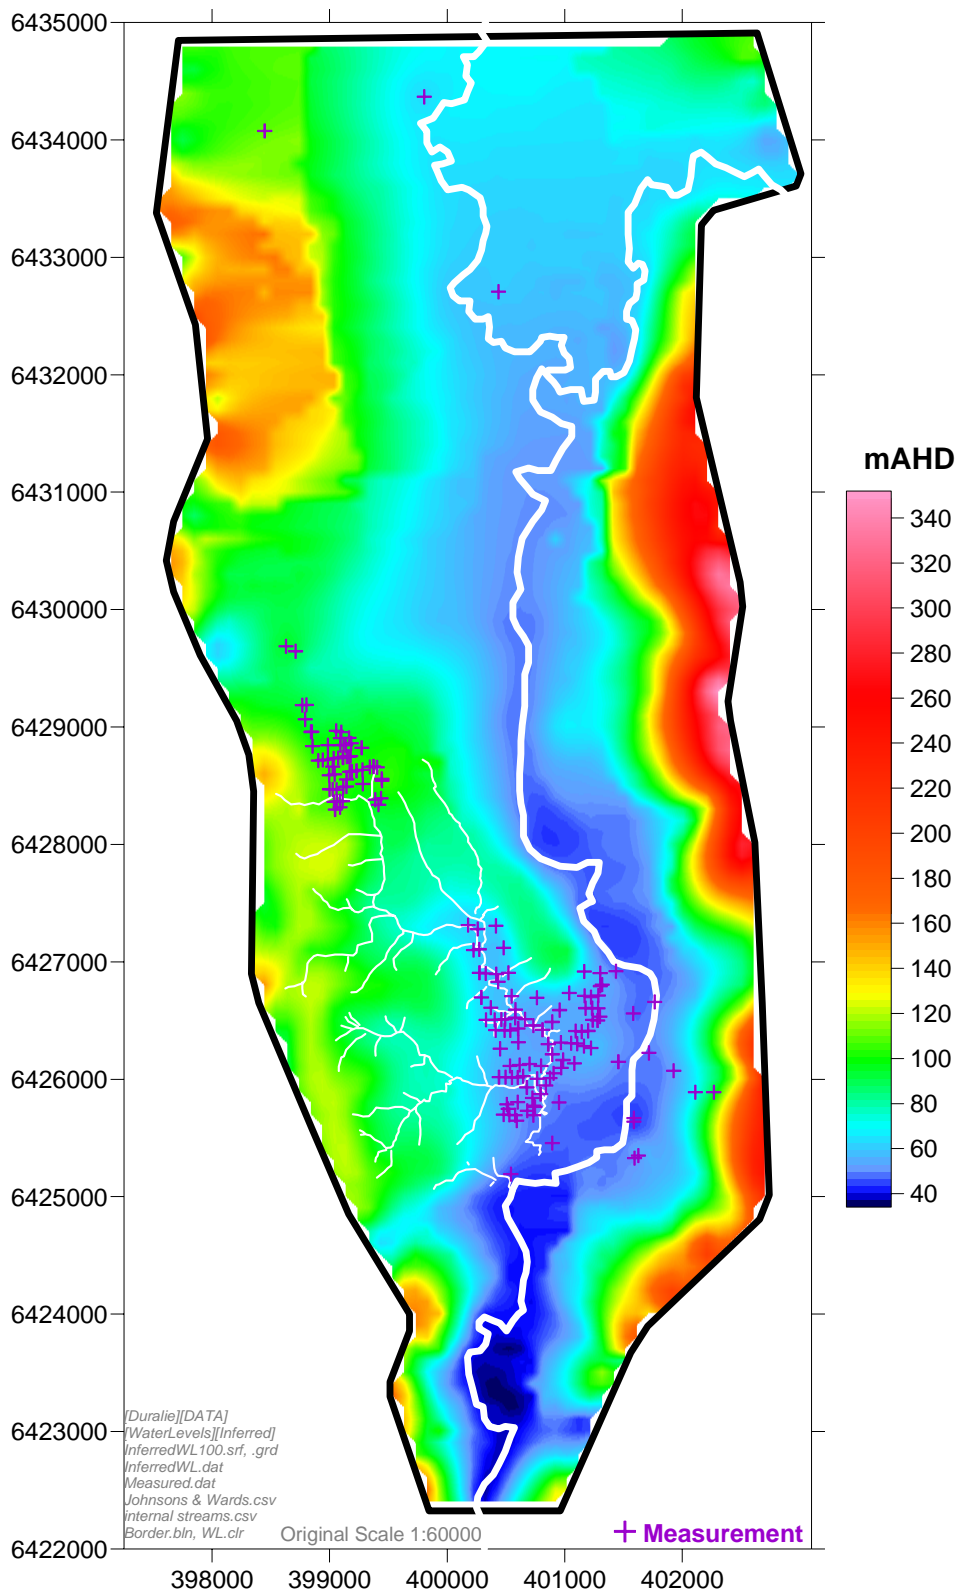 6435000
6434000
6433000
6432000
6431000
6430000
6429000
6428000
6427000
6426000
6425000
6424000
6423000
6422000
398000 399000 400000 401000 402000
mAHD
340
320
300
280
260
240
220
200
180
160
140
120
100
80
60
40
[Duralie][DATA]
[WaterLevels][Inferred]
InferredWL100.srf, .grd
InferredWL.dat
Measured.dat
Johnsons & Wards.csv
internal streams.csv
Border.bln, WL.clr
Original Scale 1:60000
Measurement